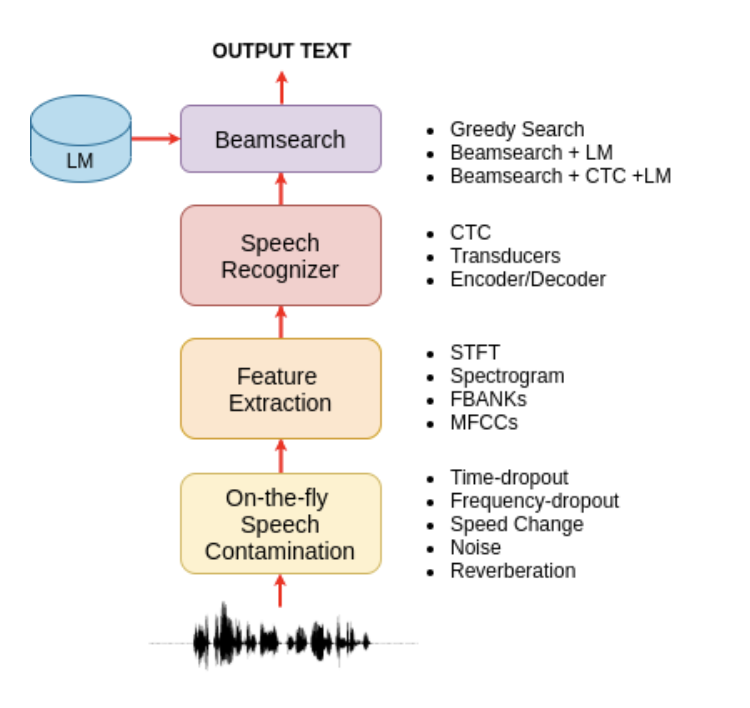 OUTPUT TEXT
LM
Beamsearch
• Greedy Search
• Beamsearch + LM
• Beamsearch + CTC +LM
Speech
Recognizer
• CTC
• Transducers
• Encoder/Decoder
Feature
Extraction
• STFT
• Spectrogram
• FBANKs
• MFCCs
On-the-fly
Speech
Contamination
• Time-dropout
• Frequency-dropout
• Speed Change
• Noise
• Reverberation